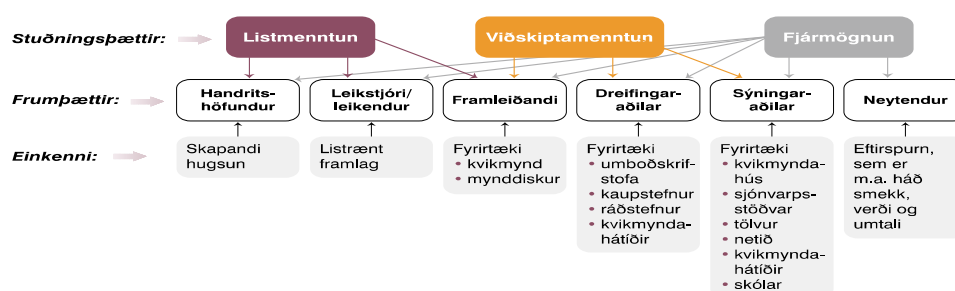 Stuðningsþættir:
Listmenntun
Viðskiptamenntun
Fjármögnun
Frumþættir:
Handrits-
höfundur
Leikstjóri/
leikendur
Framleiðandi
Dreifingar-
aðilar
Sýningar-
aðilar
Neytendur
Einkenni:
Skapandi
hugsun
Listrænt
framlag
Fyrirtæki
• kvikmynd
• mynddiskur
Fyrirtæki
• umboðskrif-
stofa
• kaupstefnur
• ráðstefnur
• kvikmynda-
hátíðir
Fyrirtæki
• kvikmynda-
hús
• sjónvarps-
stöðvar
• tölvur
• netið
• kvikmynda-
hátíðir
• skólar
Eftirspurn,
sem er
m.a. háð
smekk,
verði og
umtali